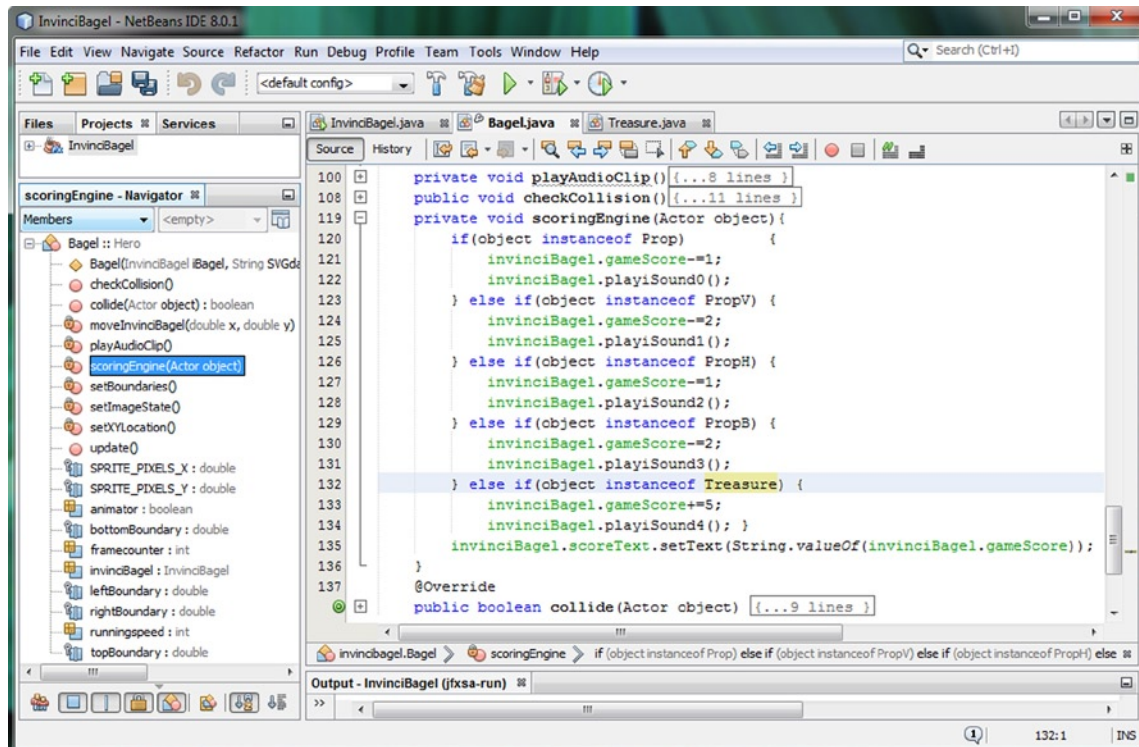 InvinciBagel - NetBeans IDE 8.0.1
File Edit View Navigate Source Refactor Run Debug Profile Team Tools Window Help
Search (Ctrl+I)
<default config>
Files Projects Services
InvinciBagel
InvinciBagel.java Bagel.java Treasure.java
Source History
scoringEngine - Navigator
Members <empty>
Bagel :: Hero
Bagel(InvinciBagel iBagel, String SVGda
checkCollision()
collide(Actor object) : boolean
moveInvinciBagel(double x, double y)
playAudioClip()
scoringEngine(Actor object)
setBoundaries()
setImageState()
setXYLocation()
update()
SPRITE_PIXELS_X : double
SPRITE_PIXELS_Y : double
animator : boolean
bottomBoundary : double
framecounter : int
invinciBagel : InvinciBagel
leftBoundary : double
rightBoundary : double
runningspeed : int
topBoundary : double
100 private void playAudioClip() {...8 lines }
108 public void checkCollision() {...11 lines }
119 private void scoringEngine(Actor object){
120 if(object instanceof Prop) {
121 invinciBagel.gameScore-=1;
122 invinciBagel.playiSound0();
123 } else if(object instanceof PropV) {
124 invinciBagel.gameScore-=2;
125 invinciBagel.playiSound1();
126 } else if(object instanceof PropH) {
127 invinciBagel.gameScore-=1;
128 invinciBagel.playiSound2();
129 } else if(object instanceof PropB) {
130 invinciBagel.gameScore-=2;
131 invinciBagel.playiSound3();
132 } else if(object instanceof Treasure) {
133 invinciBagel.gameScore+=5;
134 invinciBagel.playiSound4(); }
135 invinciBagel.scoreText.setText(String.valueOf(invinciBagel.gameScore));
136 }
137 @Override
public boolean collide(Actor object) {...9 lines }
invincibagel.Bagel scoringEngine if (object instanceof Prop) else if (object instanceof PropV) else if (object instanceof PropH) else
Output - InvinciBagel (jfxsa-run)
1 132:1 INS